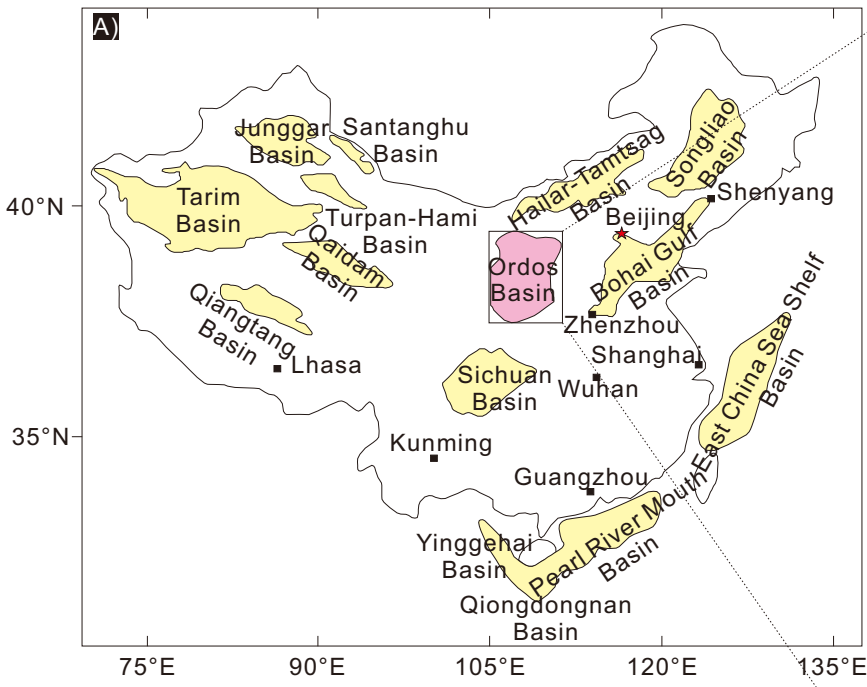 A)
Junggar
Basin
Santanghu
Basin
Tarim
Basin
Turpan-Hami
Basin
Qaidam
Basin
Qiangtang
Basin
Lhasa
Hailar-Tamtsag
Basin
Songliao
Basin
Shenyang
Beijing
Ordos
Basin
Bohai Gulf
Basin
Zhenzhou
Shanghai
Sichuan
Basin
Wuhan
East China Sea Shelf
Basin
Kunming
Guangzhou
Yinggehai
Basin
Pearl River Mouth
Basin
Qiongdongnan
Basin
40°N
35°N
75°E
90°E
105°E
120°E
135°E